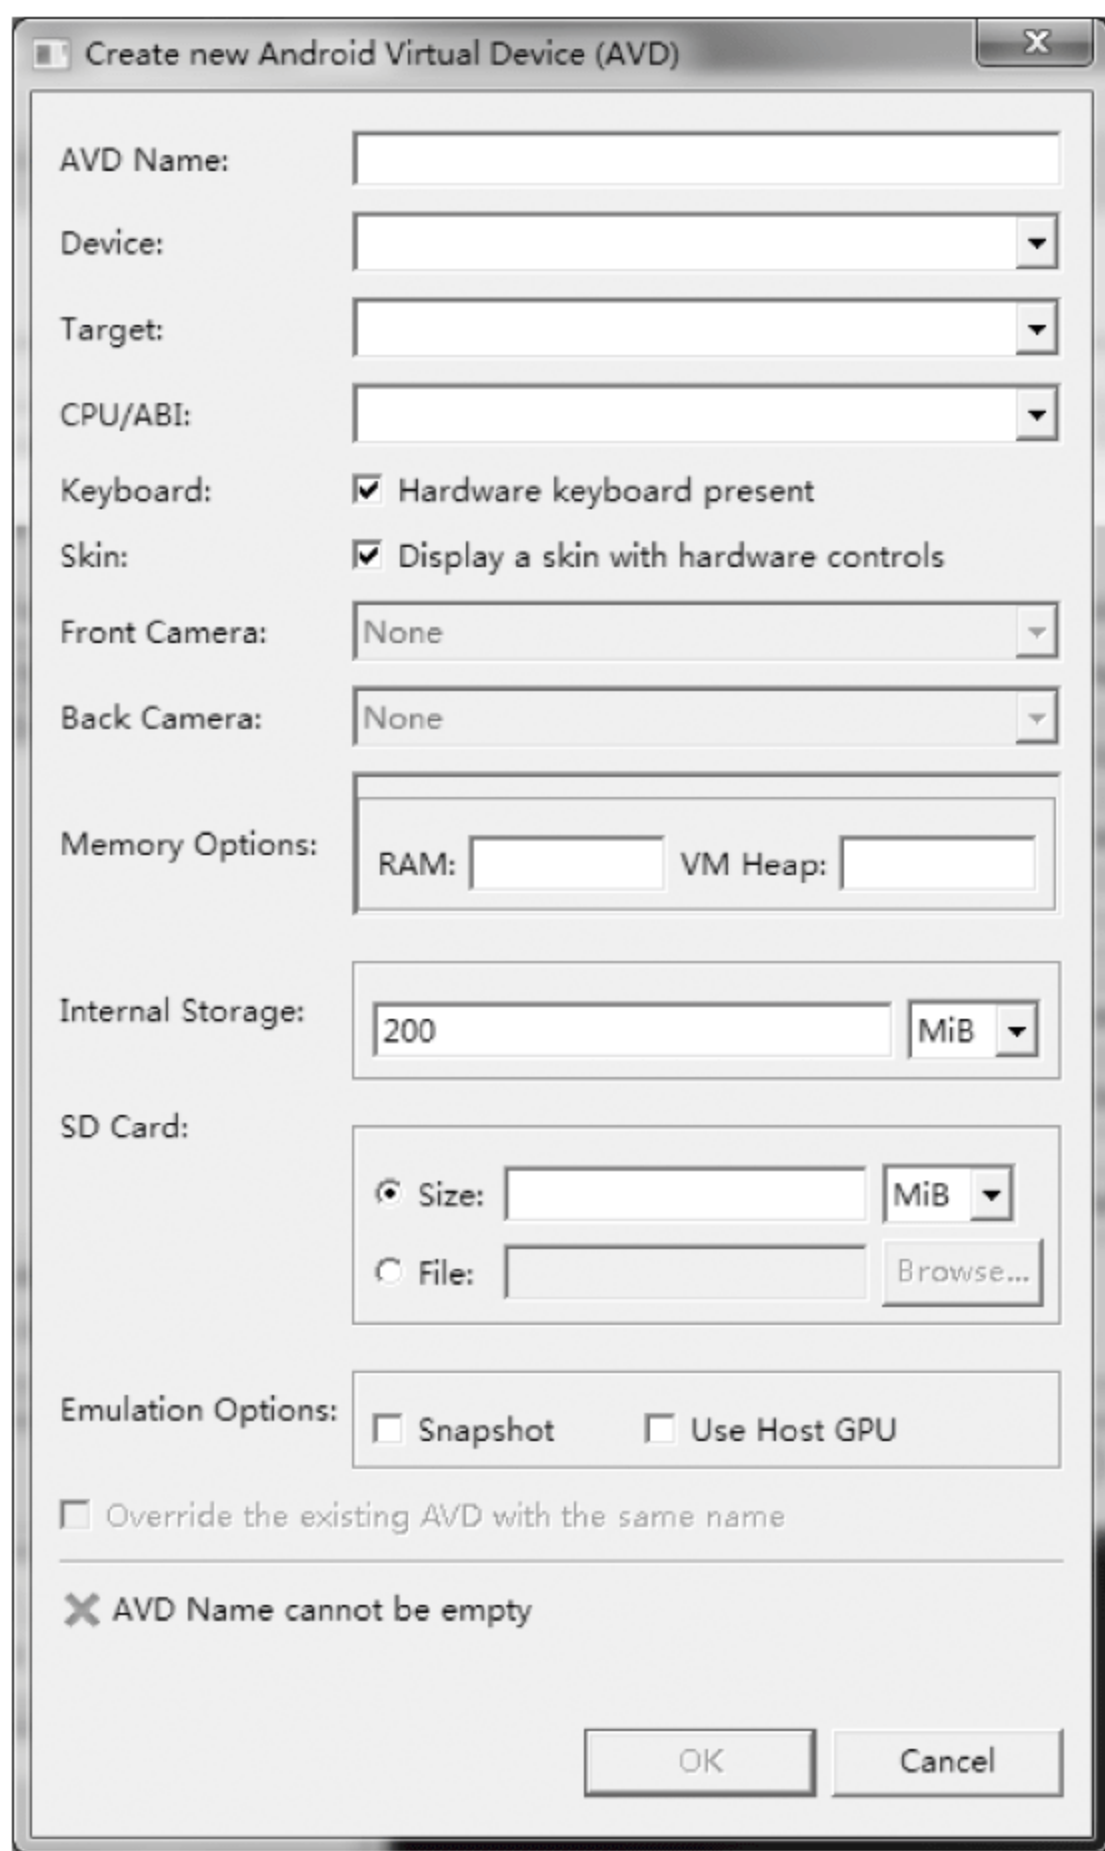 Create new Android Virtual Device (AVD)
AVD Name:
Device:
Target:
CPU/ABI:
Keyboard: Hardware keyboard present
Skin: Display a skin with hardware controls
Front Camera: None
Back Camera: None
Memory Options: RAM: VM Heap:
Internal Storage: 200 MiB
SD Card:
Size: MiB
File: Browse...
Emulation Options: Snapshot Use Host GPU
Override the existing AVD with the same name
AVD Name cannot be empty
OK Cancel